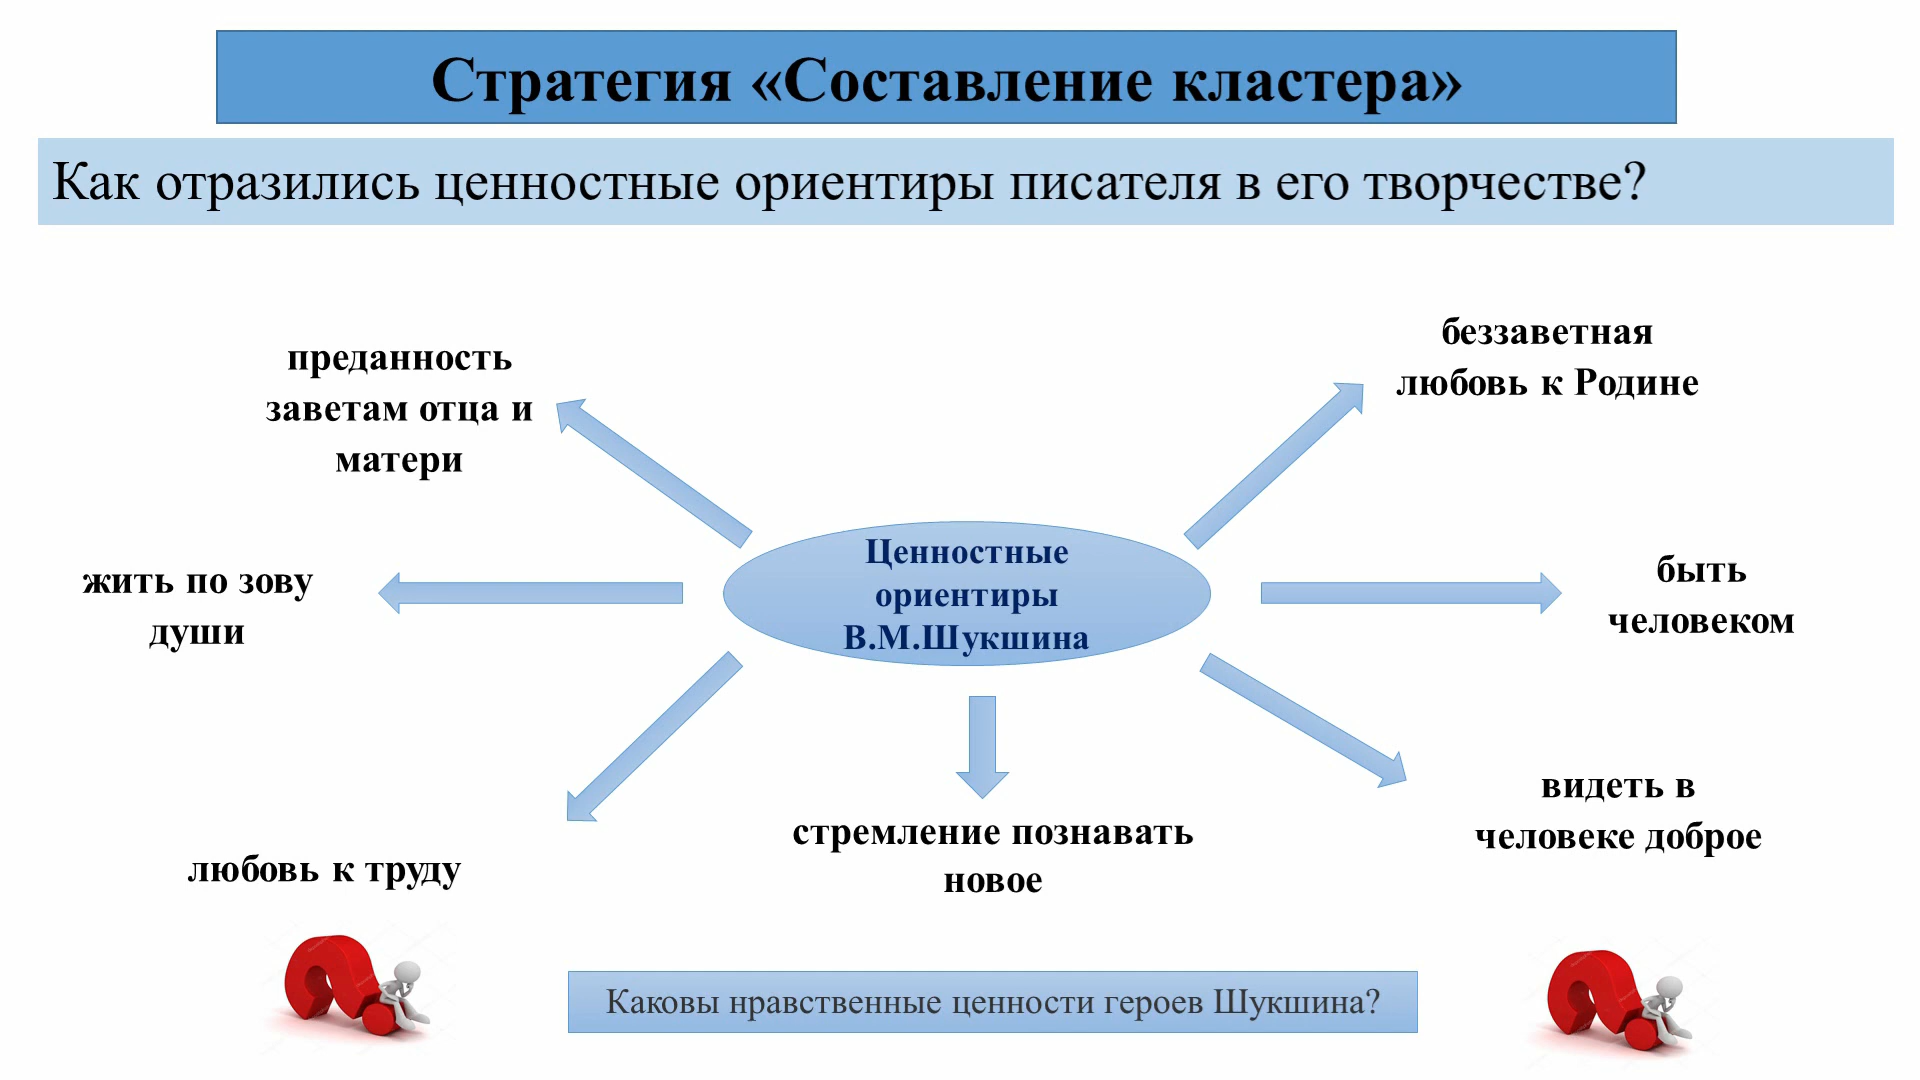 Стратегия «Составление кластера»
Как отразились ценностные ориентиры писателя в его творчестве?
преданность
заветам отца и
матери
беззаветная
любовь к Родине
жить по зову
души
Ценностные
ориентиры
В.М.Шукшина
быть
человеком
любовь к труду
стремление познавать
новое
видеть в
человеке доброе
Каковы нравственные ценности героев Шукшина?